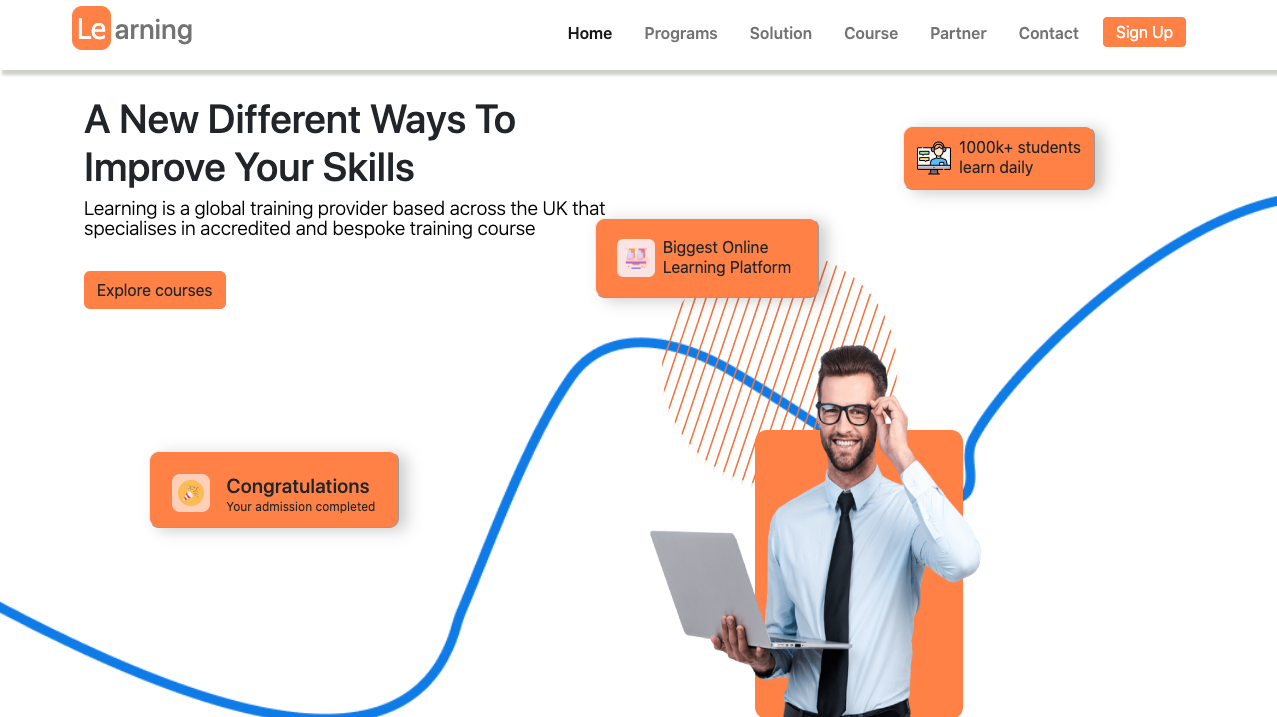 Learning
Home Programs Solution Course Partner Contact Sign Up
A New Different Ways To
Improve Your Skills
Learning is a global training provider based across the UK that
specialises in accredited and bespoke training course
Explore courses
1000k+ students
learn daily
Biggest Online
Learning Platform
Congratulations
Your admission completed